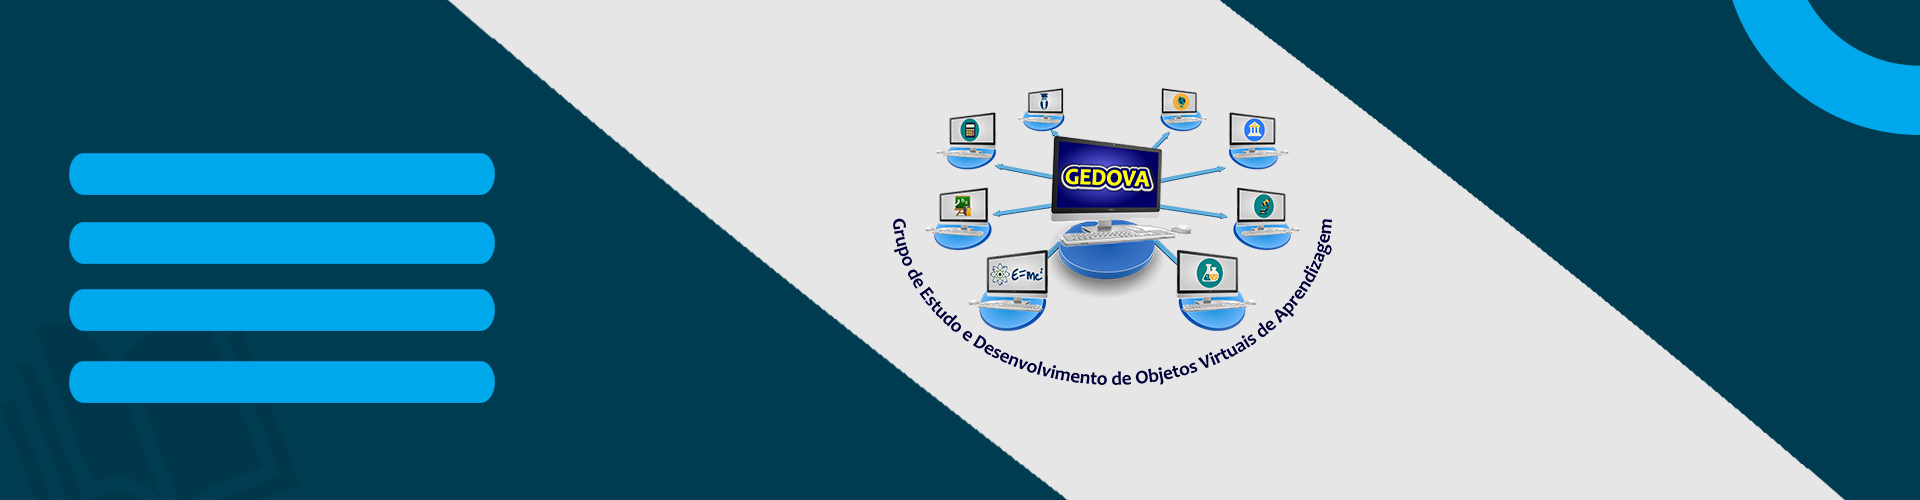 GEDOVA
E=mc²
Grupo de Estudo e Desenvolvimento de Objetos Virtuais de Aprendizagem